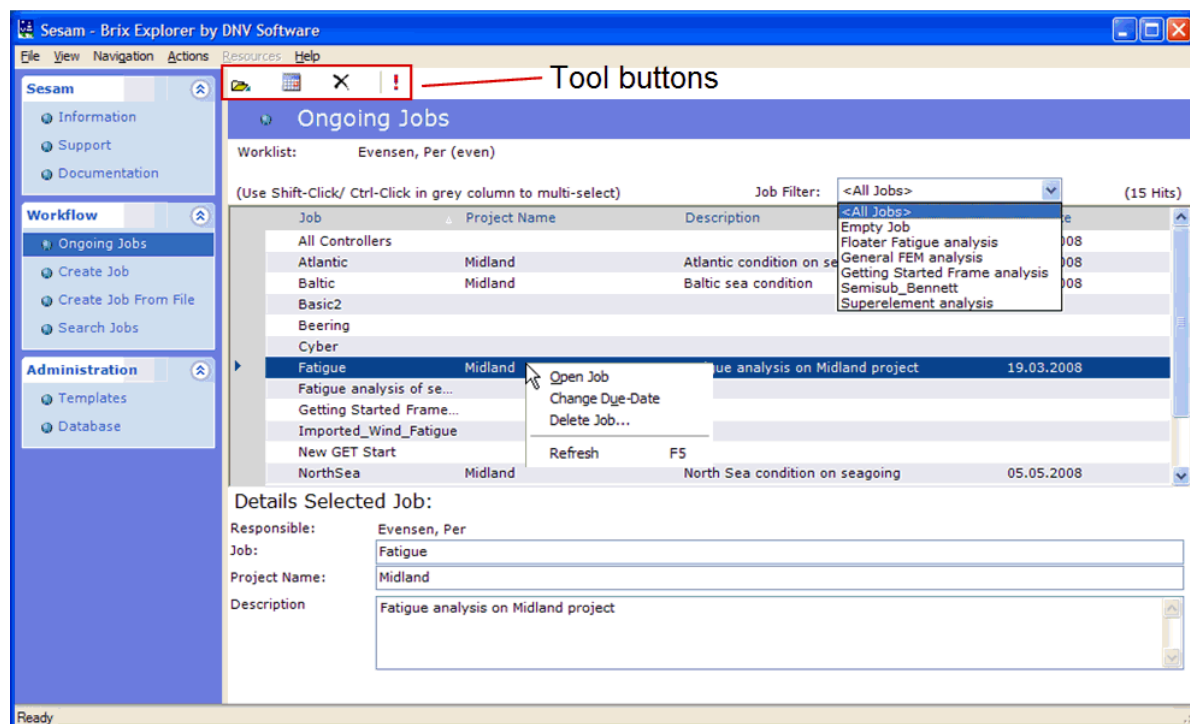 Sesam - Brix Explorer by DNV Software
File View Navigation Actions Resources Help
Tool buttons
Sesam
Information
Support
Documentation
Workflow
Ongoing Jobs
Create Job
Create Job From File
Search Jobs
Administration
Templates
Database
Ongoing Jobs
Worklist: Evensen, Per (even)
(Use Shift-Click/ Ctrl-Click in grey column to multi-select) Job Filter: <All Jobs> (15 Hits)
<All Jobs>
Empty Job
Floater Fatigue analysis
General FEM analysis
Getting Started Frame analysis
Semisub_Bennett
Superelement analysis
Job Project Name Description
All Controllers
Atlantic Midland Atlantic condition on se
Baltic Midland Baltic sea condition
Basic2
Beering
Cyber
Fatigue Midland gue analysis on Midland project 19.03.2008
Fatigue analysis of se...
Getting Started Frame...
Imported_Wind_Fatigue
New GET Start
NorthSea Midland North Sea condition on seagoing 05.05.2008
Open Job
Change Due-Date
Delete Job...
Refresh F5
Details Selected Job:
Responsible: Evensen, Per
Job: Fatigue
Project Name: Midland
Description Fatigue analysis on Midland project
Ready